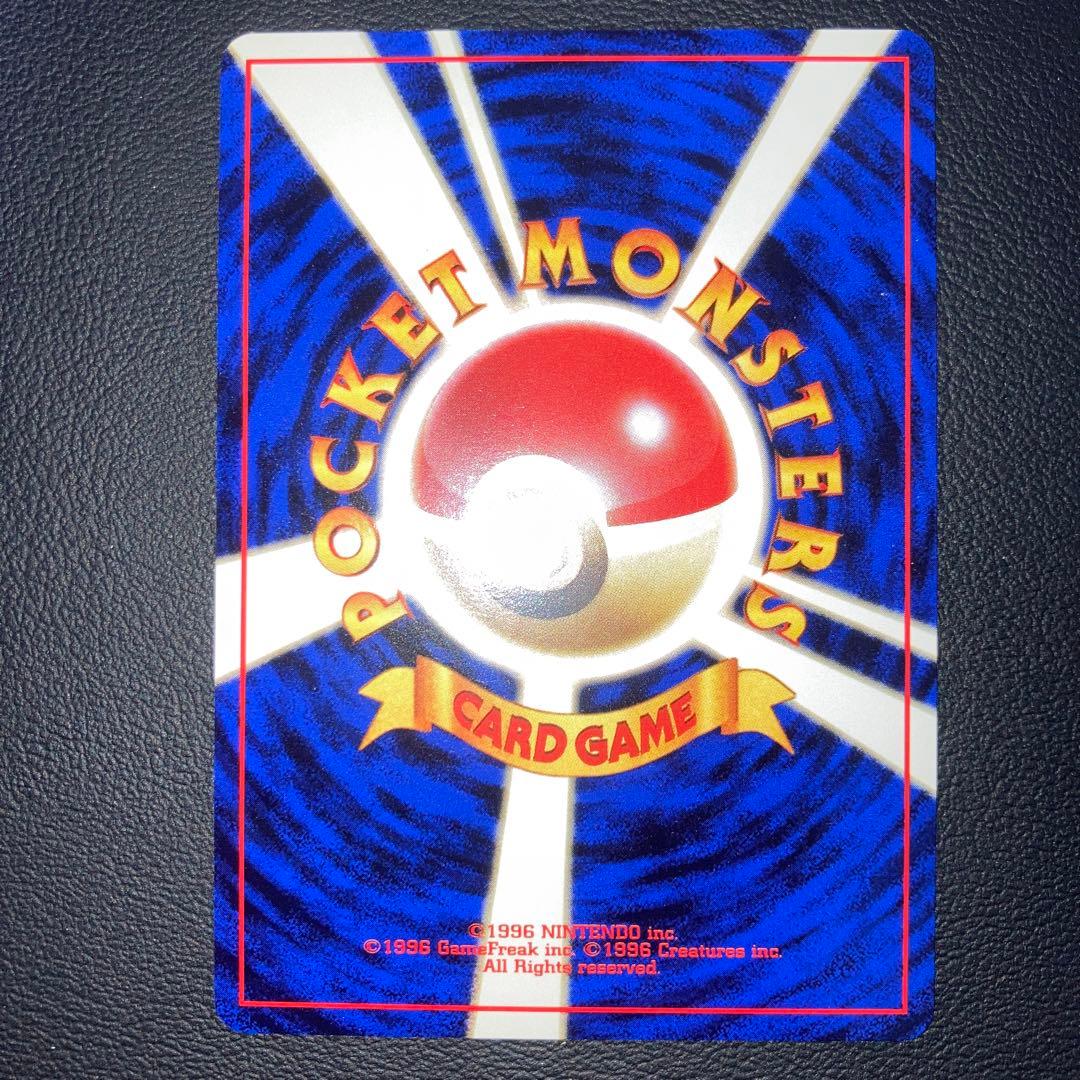 POCKET MONSTERS
CARD GAME
©1996 NINTENDO inc.
©1996 GameFreak inc. ©1996 Creatures inc.
All Rights reserved.